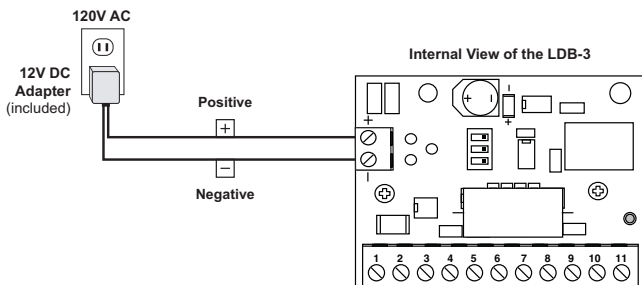 120V AC
12V DC
Adapter
(included)
Positive
+
−
Negative
Internal View of the LDB-3
+
−
+ −
−
+
1 2 3 4 5 6 7 8 9 10 11